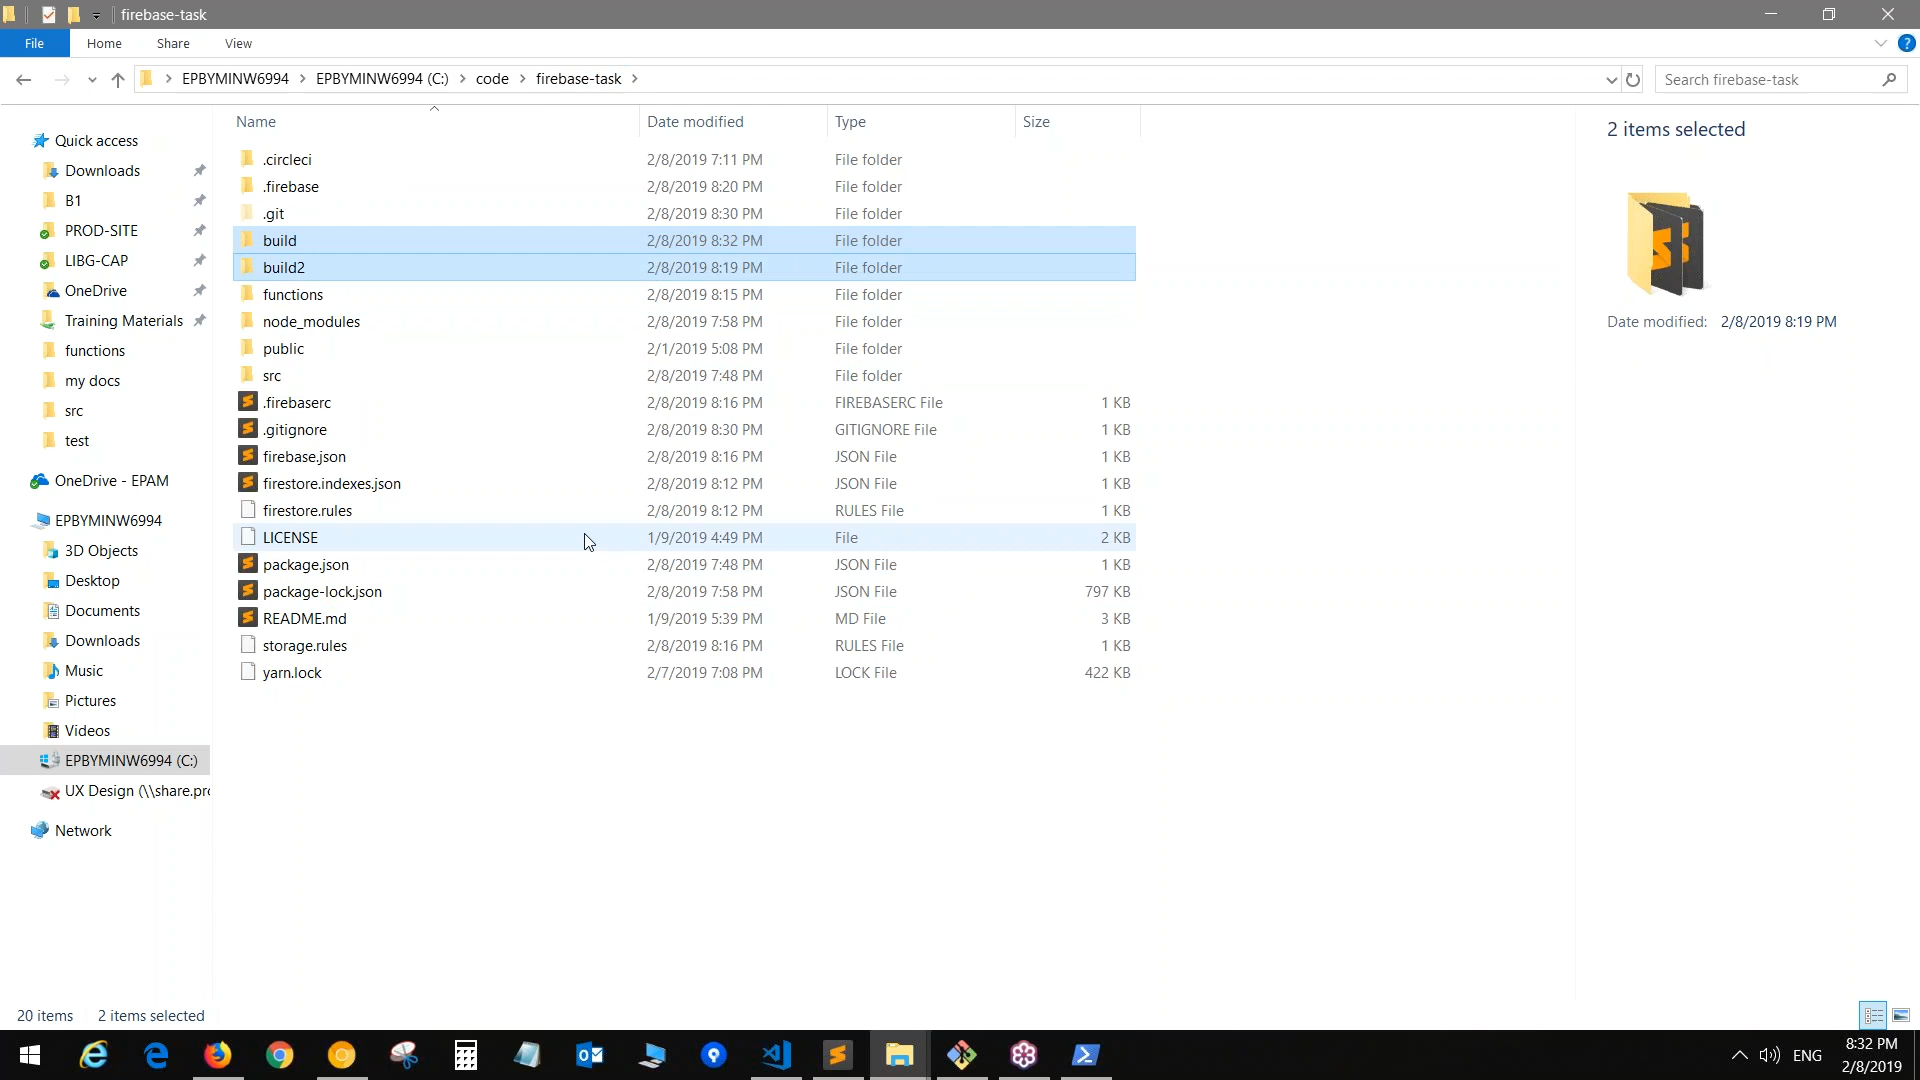 firebase-task
File Home Share View
EPBYMINW6994 EPBYMINW6994 (C:) code firebase-task
Search firebase-task
Quick access
Downloads
B1
PROD-SITE
LIBG-CAP
OneDrive
Training Materials
functions
my docs
src
test
OneDrive - EPAM
EPBYMINW6994
3D Objects
Desktop
Documents
Downloads
Music
Pictures
Videos
EPBYMINW6994 (C:)
UX Design (\\share.pr
Network
Name Date modified Type Size
.circleci 2/8/2019 7:11 PM File folder
.firebase 2/8/2019 8:20 PM File folder
.git 2/8/2019 8:30 PM File folder
build 2/8/2019 8:32 PM File folder
build2 2/8/2019 8:19 PM File folder
functions 2/8/2019 8:15 PM File folder
node_modules 2/8/2019 7:58 PM File folder
public 2/1/2019 5:08 PM File folder
src 2/8/2019 7:48 PM File folder
.firebaserc 2/8/2019 8:16 PM FIREBASERC File 1 KB
.gitignore 2/8/2019 8:30 PM GITIGNORE File 1 KB
firebase.json 2/8/2019 8:16 PM JSON File 1 KB
firestore.indexes.json 2/8/2019 8:12 PM JSON File 1 KB
firestore.rules 2/8/2019 8:12 PM RULES File 1 KB
LICENSE 1/9/2019 4:49 PM File 2 KB
package.json 2/8/2019 7:48 PM JSON File 1 KB
package-lock.json 2/8/2019 7:58 PM JSON File 797 KB
README.md 1/9/2019 5:39 PM MD File 3 KB
storage.rules 2/8/2019 8:16 PM RULES File 1 KB
yarn.lock 2/7/2019 7:08 PM LOCK File 422 KB
2 items selected
Date modified: 2/8/2019 8:19 PM
20 items 2 items selected
ENG
8:32 PM
2/8/2019